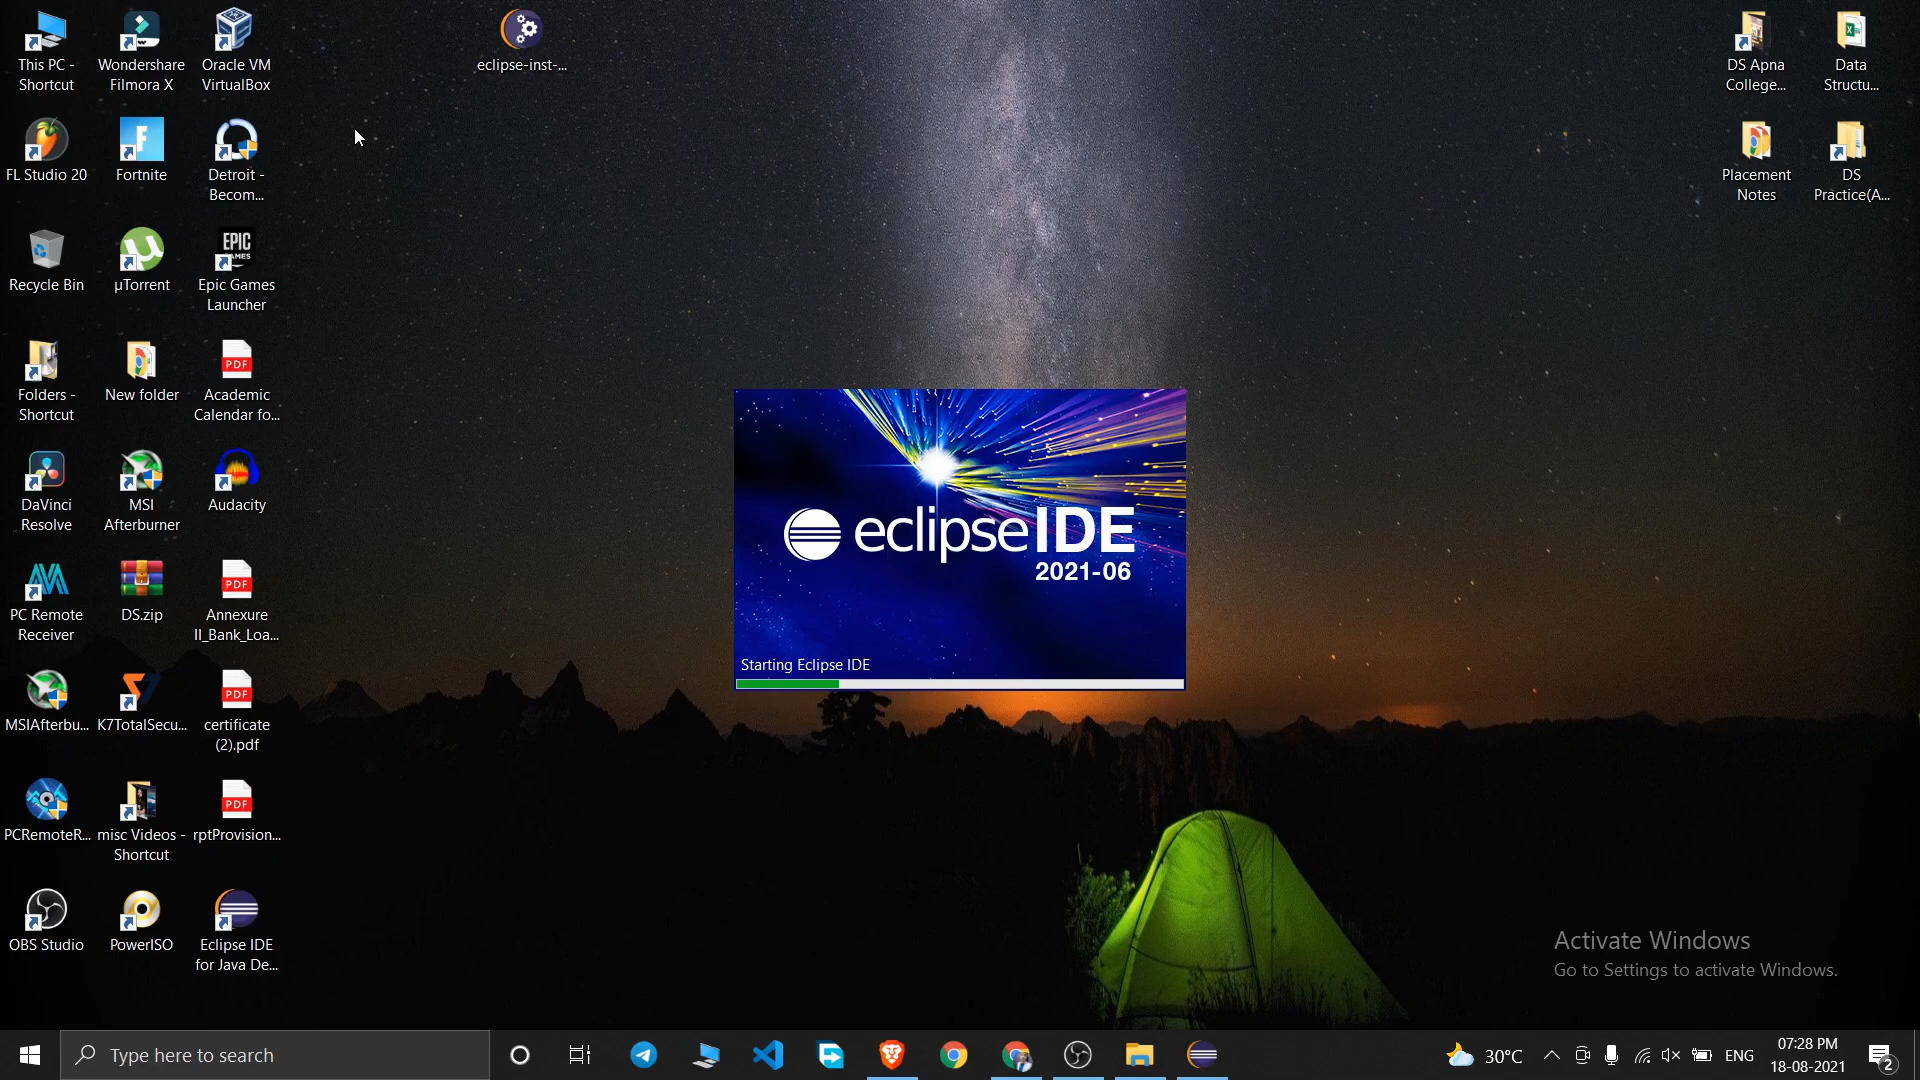 This PC -
Shortcut
Wondershare
Filmora X
Oracle VM
VirtualBox
eclipse-inst-...
DS Apna
College...
Data
Structu...
FL Studio 20
Fortnite
Detroit -
Becom...
Placement
Notes
DS
Practice(A...
Recycle Bin
µTorrent
EPIC
GAMES
Epic Games
Launcher
Folders -
Shortcut
New folder
PDF
Academic
Calendar fo...
DaVinci
Resolve
MSI
Afterburner
Audacity
eclipseIDE
2021-06
Starting Eclipse IDE
PC Remote
Receiver
DS.zip
PDF
Annexure
II_Bank_Loa...
MSIAfterbu...
K7TotalSecu...
PDF
certificate
(2).pdf
PCRemoteR...
misc Videos -
Shortcut
PDF
rptProvision...
OBS Studio
PowerISO
Eclipse IDE
for Java De...
Activate Windows
Go to Settings to activate Windows.
Type here to search
30°C
ENG
07:28 PM
18-08-2021
2